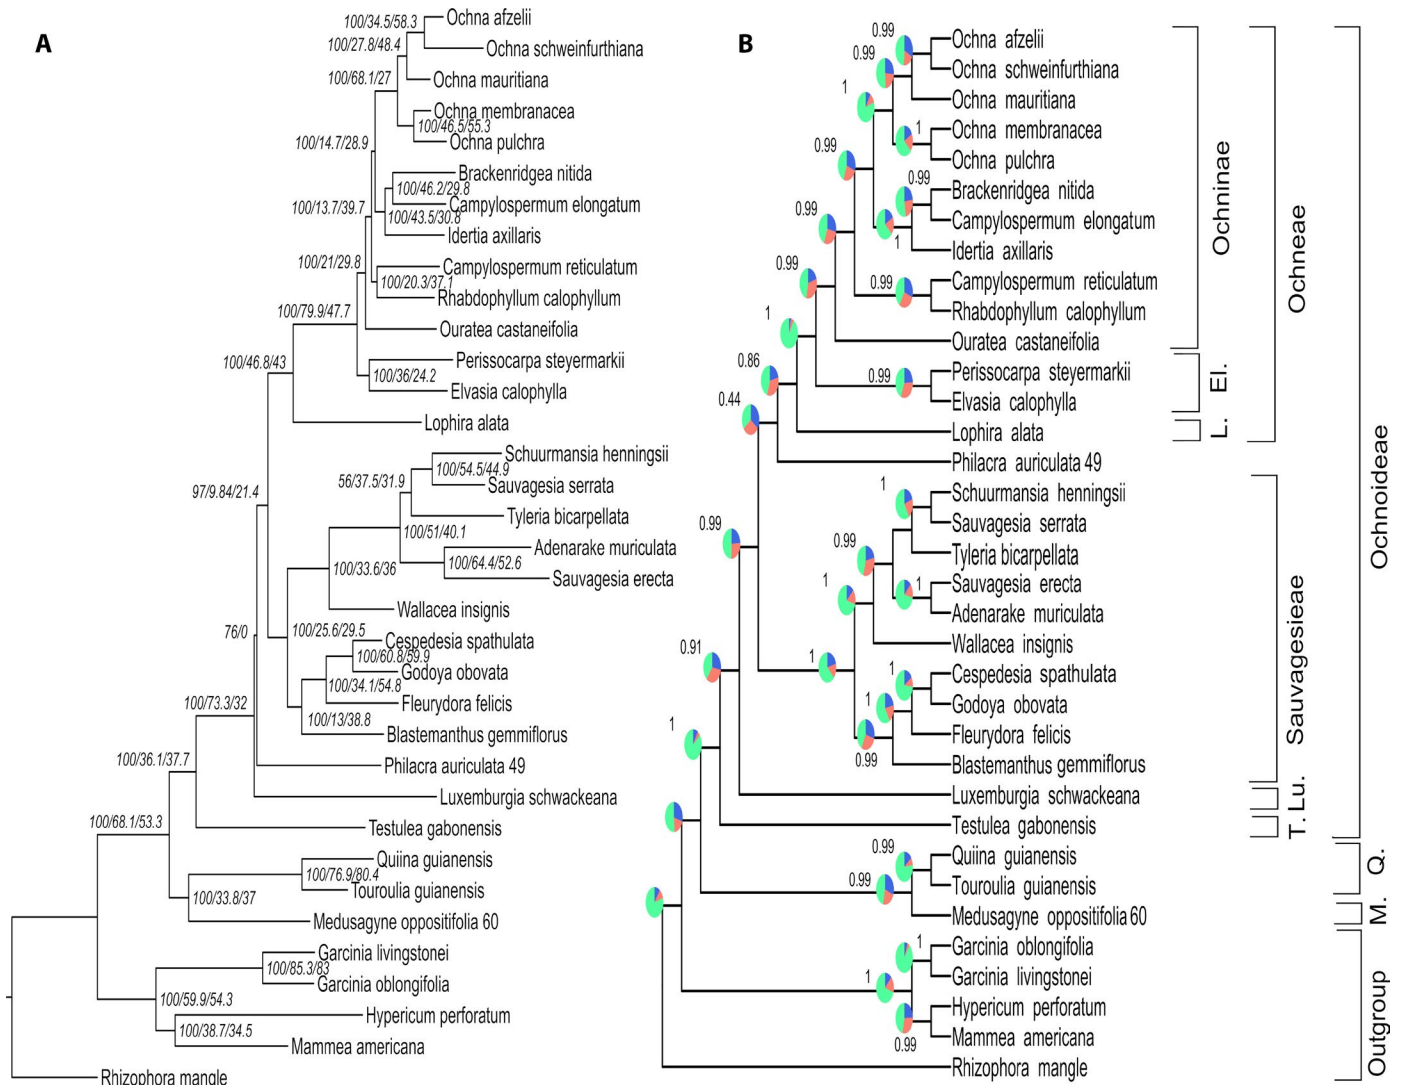 A
100/34.5/58.3
Ochna afzelii
100/27.8/48.4
Ochna schweinfurthiana
100/68.1/27
Ochna mauritiana
Ochna membranacea
100/46.5/55.3
100/14.7/28.9
Ochna pulchra
Brackenridgea nitida
100/46.2/29.8
100/13.7/39.7
Campylospermum elongatum
100/43.5/30.8
Idertia axillaris
100/21/29.8
Campylospermum reticulatum
100/20.3/37.1
Rhabdophyllum calophyllum
100/79.9/47.7
Ouratea castaneifolia
100/46.8/43
Perissocarpa steyermarkii
100/36/24.2
Elvasia calophylla
Lophira alata
Schuurmansia henningsii
100/54.5/44.9
56/37.5/31.9
Sauvagesia serrata
97/9.84/21.4
Tyleria bicarpellata
100/51/40.1
Adenarake muriculata
100/64.4/52.6
100/33.6/36
Sauvagesia erecta
Wallacea insignis
76/0
100/25.6/29.5
Cespedesia spathulata
100/60.8/59.9
Godoya obovata
100/34.1/54.8
100/73.3/32
Fleurydora felicis
100/13/38.8
Blastemanthus gemmiflorus
100/36.1/37.7
Philacra auriculata 49
Luxemburgia schwackeana
100/68.1/53.3
Testulea gabonensis
Quiina guianensis
100/76.9/80.4
Touroulia guianensis
100/33.8/37
Medusagyne oppositifolia 60
Garcinia livingstonei
100/85.3/83
Garcinia oblongifolia
100/59.9/54.3
Hypericum perforatum
100/38.7/34.5
Mammea americana
Rhizophora mangle
B
0.99
Ochna afzelii
0.99
Ochna schweinfurthiana
1
Ochna mauritiana
1
Ochna membranacea
0.99
Ochna pulchra
0.99
Brackenridgea nitida
0.99
Campylospermum elongatum
1
Idertia axillaris
0.99
0.99
Campylospermum reticulatum
Rhabdophyllum calophyllum
1
Ouratea castaneifolia
0.86
0.99
Perissocarpa steyermarkii
0.44
Elvasia calophylla
Lophira alata
Philacra auriculata 49
1
Schuurmansia henningsii
0.99
Sauvagesia serrata
0.99
Tyleria bicarpellata
1
1
Sauvagesia erecta
Adenarake muriculata
0.91
Wallacea insignis
1
1
Cespedesia spathulata
1
Godoya obovata
1
Fleurydora felicis
0.99
Blastemanthus gemmiflorus
Luxemburgia schwackeana
Testulea gabonensis
0.99
Quiina guianensis
0.99
Touroulia guianensis
Medusagyne oppositifolia 60
1
Garcinia oblongifolia
1
Garcinia livingstonei
Hypericum perforatum
0.99
Mammea americana
Rhizophora mangle
Ochninae
El.
L.
Ochneae
Sauvagesieae
Lu.
T.
Ochnoideae
Q.
M.
Outgroup